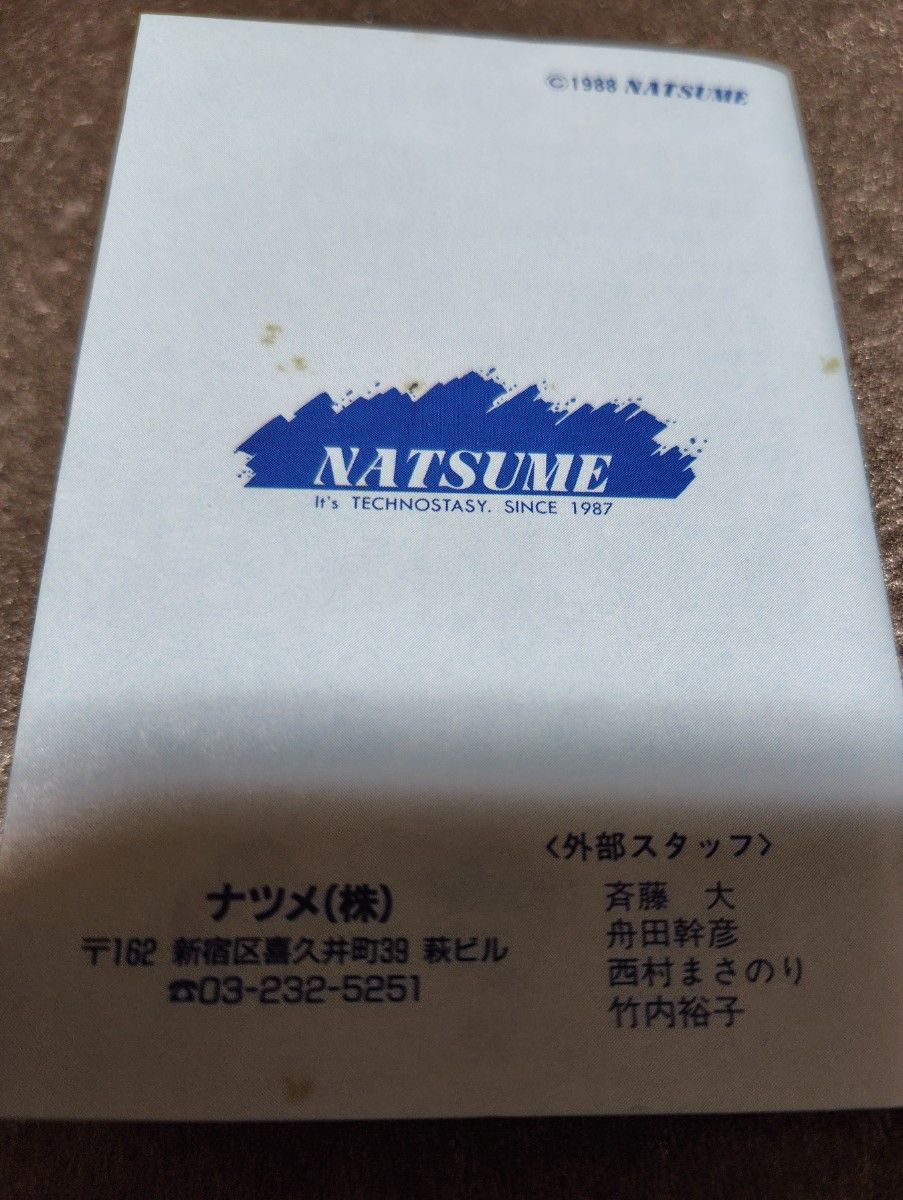 ©1988 NATSUME
NATSUME
It's TECHNOSTASY. SINCE 1987
〈外部スタッフ〉
斉藤　大
舟田幹彦
西村まさのり
竹内裕子
ナツメ(株)
〒162 新宿区喜久井町39 萩ビル
☎03-232-5251